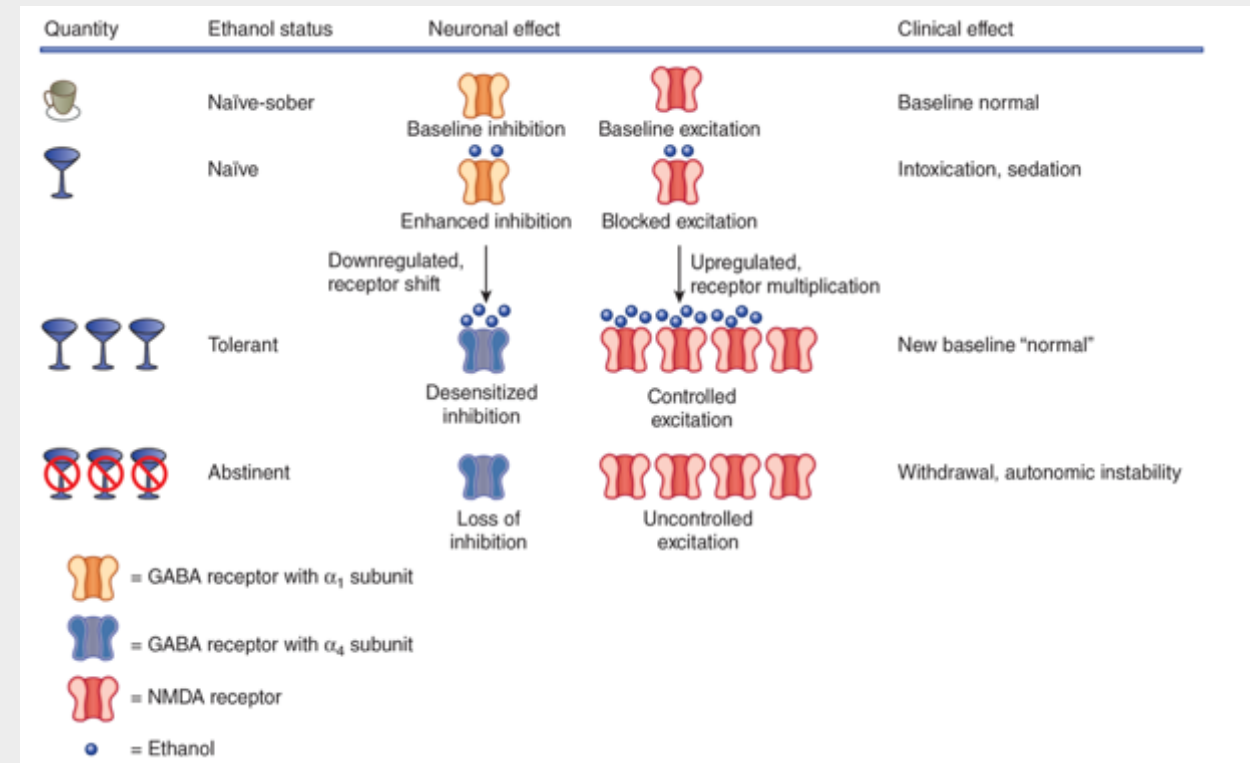 Quantity Ethanol status Neuronal effect Clinical effect
Naïve-sober Baseline normal
Baseline inhibition Baseline excitation
Naïve Intoxication, sedation
Enhanced inhibition Blocked excitation
Downregulated,
receptor shift
Upregulated,
receptor multiplication
Tolerant New baseline “normal”
Desensitized
inhibition
Controlled
excitation
Abstinent Withdrawal, autonomic instability
Loss of
inhibition
Uncontrolled
excitation
= GABA receptor with α₁ subunit
= GABA receptor with α₄ subunit
= NMDA receptor
= Ethanol